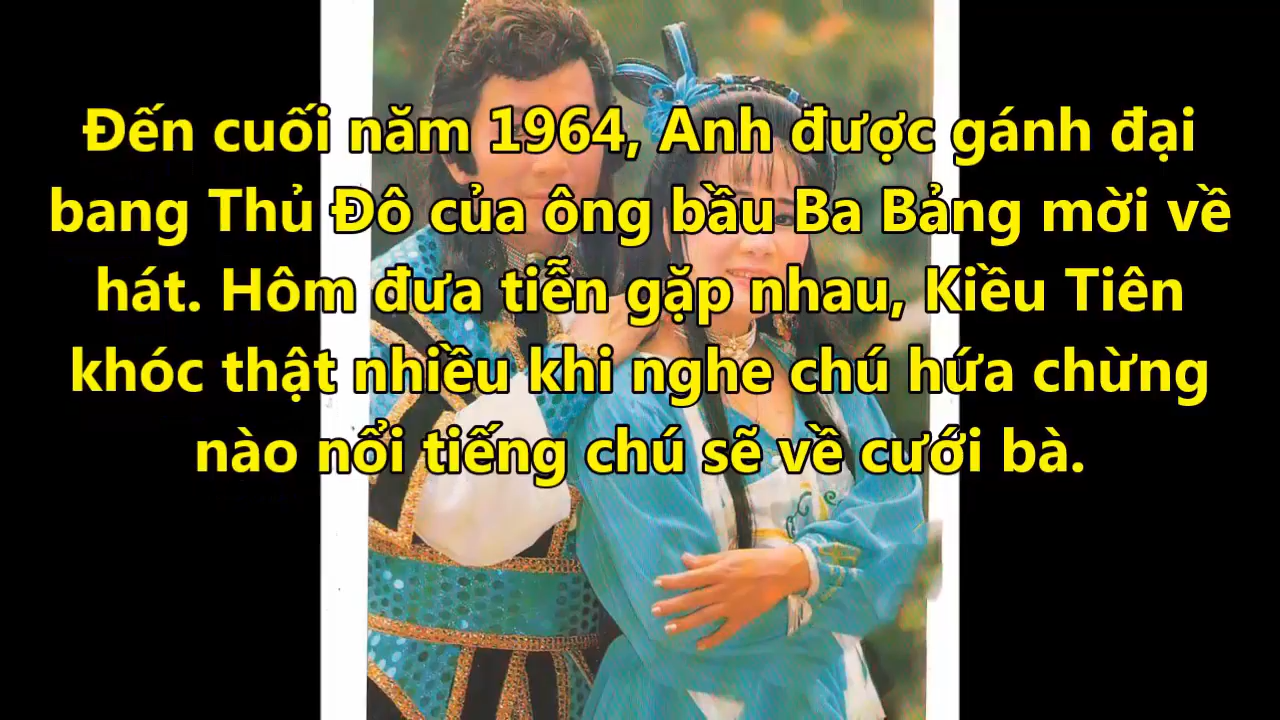 Đến cuối năm 1964, Anh được gánh đại
bang Thủ Đô của ông bầu Ba Bảng mời về
hát. Hôm đưa tiễn gặp nhau, Kiều Tiên
khóc thật nhiều khi nghe chú hứa chừng
nào nổi tiếng chú sẽ về cưới bà.